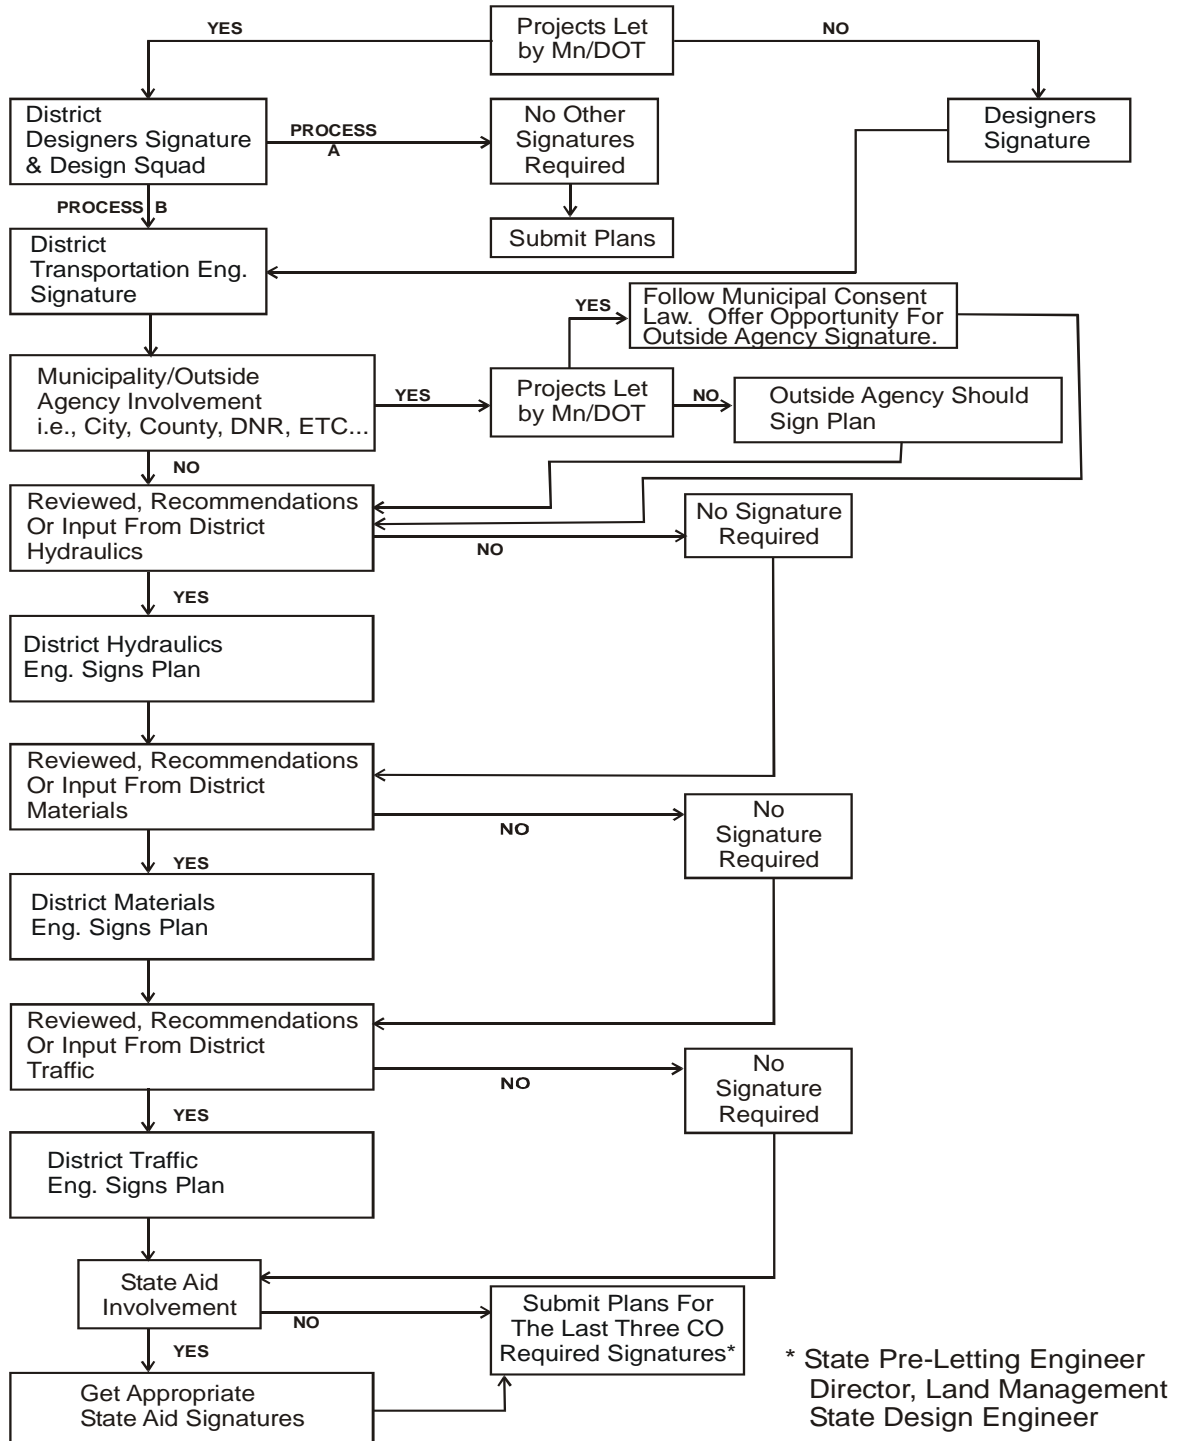 Projects Let
by Mn/DOT
YES
NO
District
Designers Signature
& Design Squad
PROCESS
A
No Other
Signatures
Required
Designers
Signature
PROCESS B
Submit Plans
District
Transportation Eng.
Signature
YES
Follow Municipal Consent
Law. Offer Opportunity For
Outside Agency Signature.
Municipality/Outside
Agency Involvement
i.e., City, County, DNR, ETC...
YES
Projects Let
by Mn/DOT
NO
Outside Agency Should
Sign Plan
NO
Reviewed, Recommendations
Or Input From District
Hydraulics
NO
No Signature
Required
YES
District Hydraulics
Eng. Signs Plan
Reviewed, Recommendations
Or Input From District
Materials
NO
No
Signature
Required
YES
District Materials
Eng. Signs Plan
Reviewed, Recommendations
Or Input From District
Traffic
NO
No
Signature
Required
YES
District Traffic
Eng. Signs Plan
State Aid
Involvement
NO
Submit Plans For
The Last Three CO
Required Signatures*
YES
Get Appropriate
State Aid Signatures
* State Pre-Letting Engineer
Director, Land Management
State Design Engineer